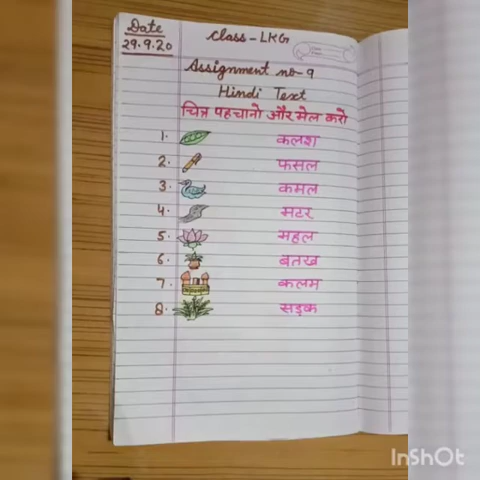 Date
29.9.20
Class - LKG
Assignment no-9
Hindi Text
चित्र पहचानो और मेल करो
1. कलश
2. फसल
3. कमल
4. मटर
5. महल
6. बतख
7. कलम
8. सड़क
InShOt